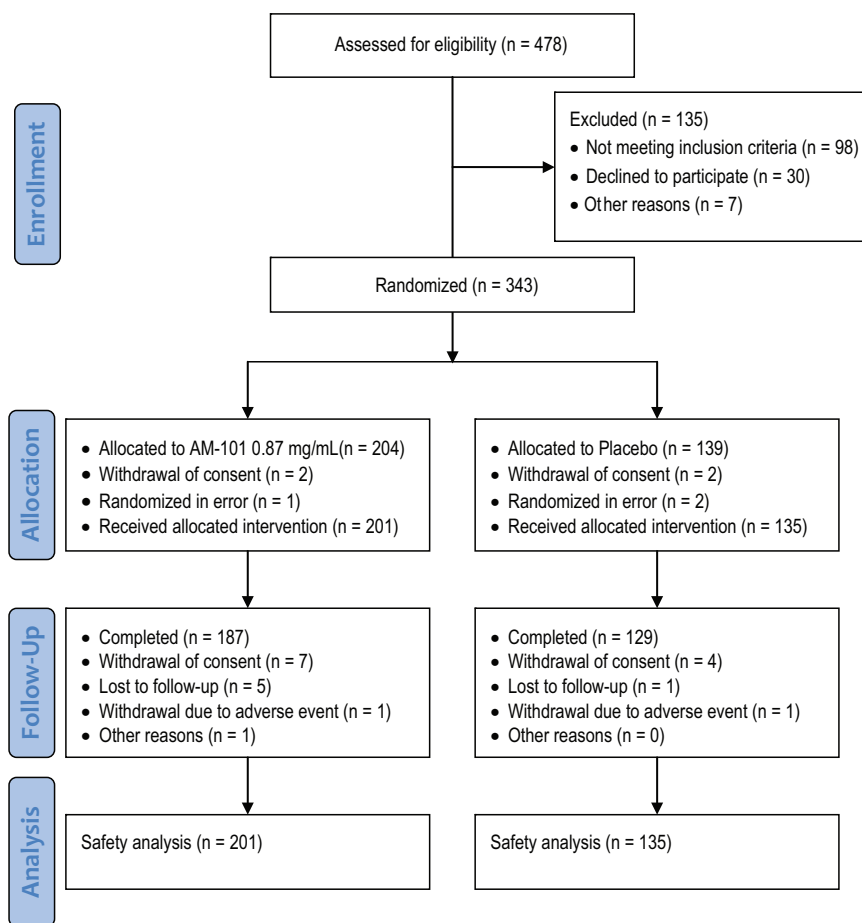 Assessed for eligibility (n = 478)
Enrollment
Excluded (n = 135)
● Not meeting inclusion criteria (n = 98)
● Declined to participate (n = 30)
● Other reasons (n = 7)
Randomized (n = 343)
Allocation
● Allocated to AM-101 0.87 mg/mL(n = 204)
● Withdrawal of consent (n = 2)
● Randomized in error (n = 1)
● Received allocated intervention (n = 201)
● Allocated to Placebo (n = 139)
● Withdrawal of consent (n = 2)
● Randomized in error (n = 2)
● Received allocated intervention (n = 135)
Follow-Up
● Completed (n = 187)
● Withdrawal of consent (n = 7)
● Lost to follow-up (n = 5)
● Withdrawal due to adverse event (n = 1)
● Other reasons (n = 1)
● Completed (n = 129)
● Withdrawal of consent (n = 4)
● Lost to follow-up (n = 1)
● Withdrawal due to adverse event (n = 1)
● Other reasons (n = 0)
Analysis
Safety analysis (n = 201)
Safety analysis (n = 135)